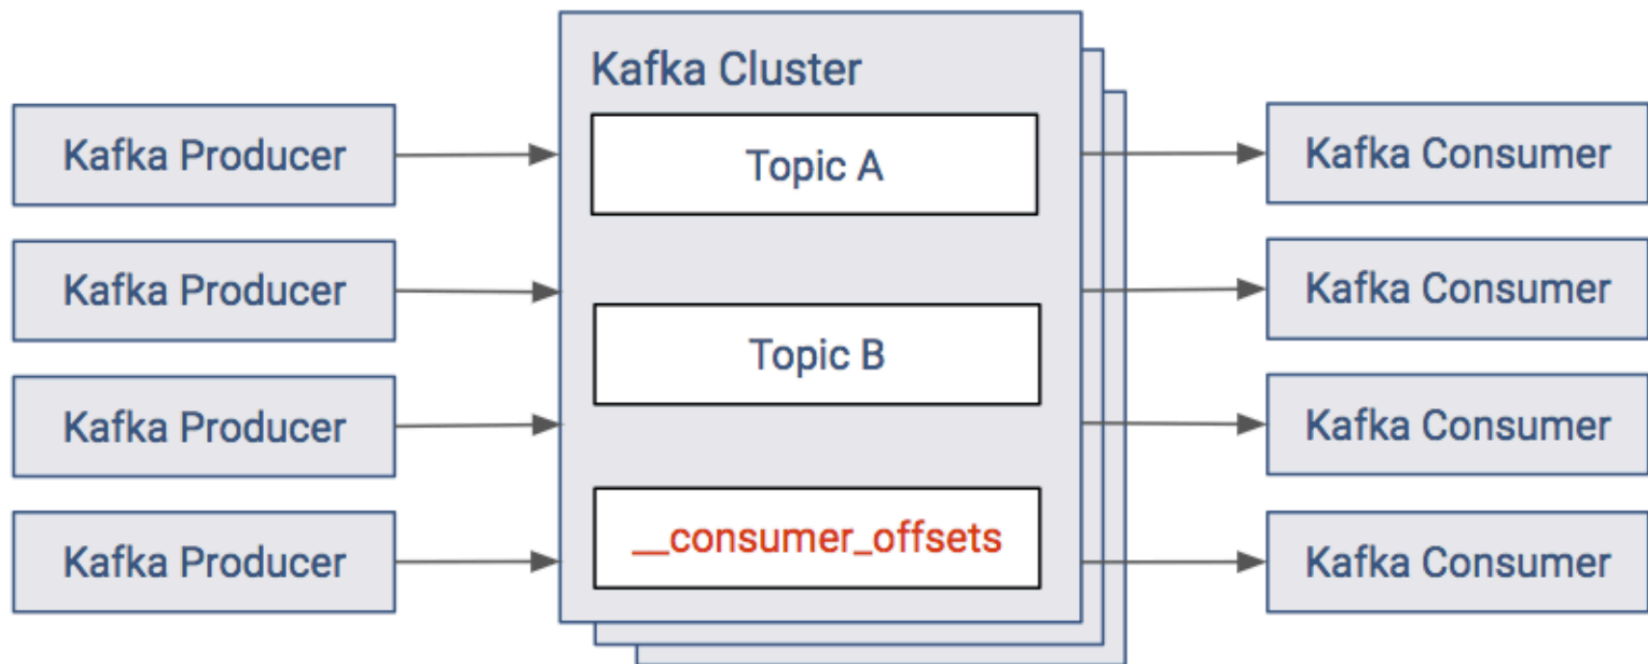 Kafka Cluster
Kafka Producer
Topic A
Kafka Consumer
Kafka Producer
Kafka Consumer
Topic B
Kafka Producer
Kafka Consumer
__consumer_offsets
Kafka Producer
Kafka Consumer